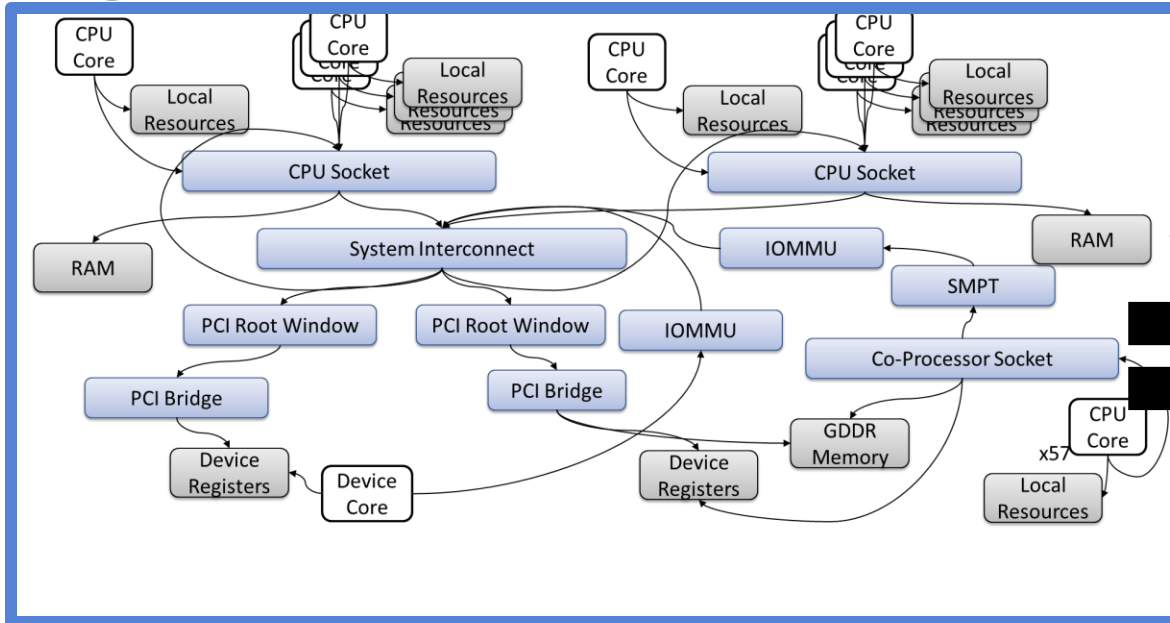 CPU
Core
CPU
Core
Core
Local
Resources
Local
Resources
Resources
Resources
CPU
Core
CPU
Core
Core
Local
Resources
Local
Resources
Resources
Resources
CPU Socket
CPU Socket
RAM
System Interconnect
IOMMU
RAM
SMPT
PCI Root Window
PCI Root Window
IOMMU
Co-Processor Socket
PCI Bridge
PCI Bridge
CPU
Core
x57
GDDR
Memory
Device
Registers
Device
Core
Device
Registers
Local
Resources